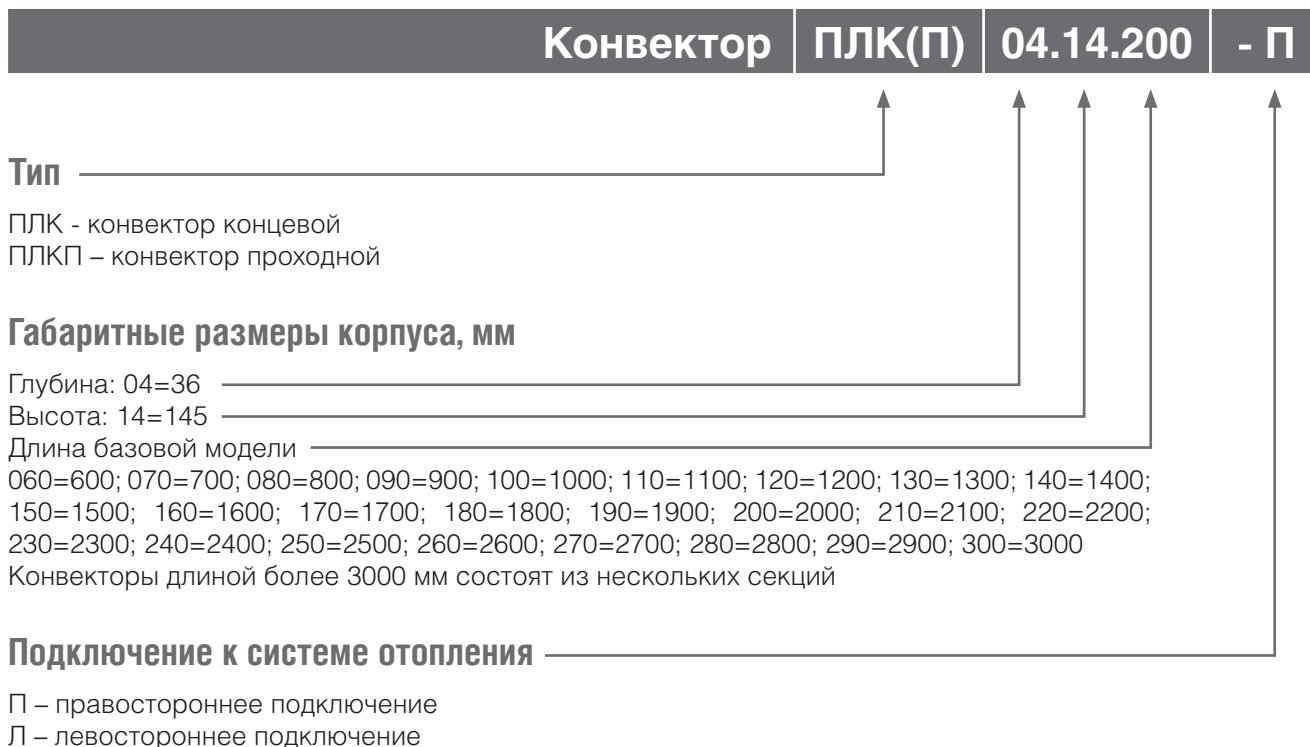 Конвектор ПЛК(П) 04.14.200 - П
Тип
ПЛК - конвектор концевой
ПЛКП – конвектор проходной
Габаритные размеры корпуса, мм
Глубина: 04=36
Высота: 14=145
Длина базовой модели
060=600; 070=700; 080=800; 090=900; 100=1000; 110=1100; 120=1200; 130=1300; 140=1400;
150=1500; 160=1600; 170=1700; 180=1800; 190=1900; 200=2000; 210=2100; 220=2200;
230=2300; 240=2400; 250=2500; 260=2600; 270=2700; 280=2800; 290=2900; 300=3000
Конвекторы длиной более 3000 мм состоят из нескольких секций
Подключение к системе отопления
П – правостороннее подключение
Л – левостороннее подключение